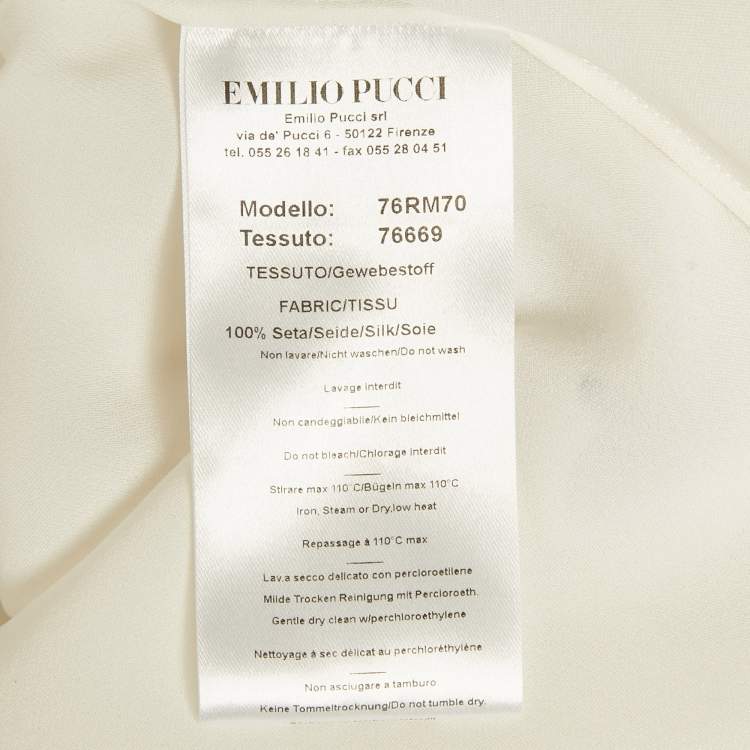 EMILIO PUCCI
Emilio Pucci srl
via de' Pucci 6 - 50122 Firenze
tel. 055 26 18 41 - fax 055 28 04 51
Modello: 76RM70
Tessuto: 76669
TESSUTO/Gewebestoff
FABRIC/TISSU
100% Seta/Seide/Silk/Soie
Non lavare/Nicht waschen/Do not wash
Lavage interdit
Non candeggiabile/Kein bleichmittel
Do not bleach/Chlorage interdit
Stirare max 110°C/Bügeln max 110°C
Iron, Steam or Dry,low heat
Repassage à 110°C max
Lav.a secco delicato con percloroetilene
Milde Trocken Reinigung mit Percloroeth.
Gentle dry clean w/perchloroethylene
Nettoyage à sec délicat au perchloréthylène
Non asciugare a tamburo
Keine Tommeltrocknung/Do not tumble dry.